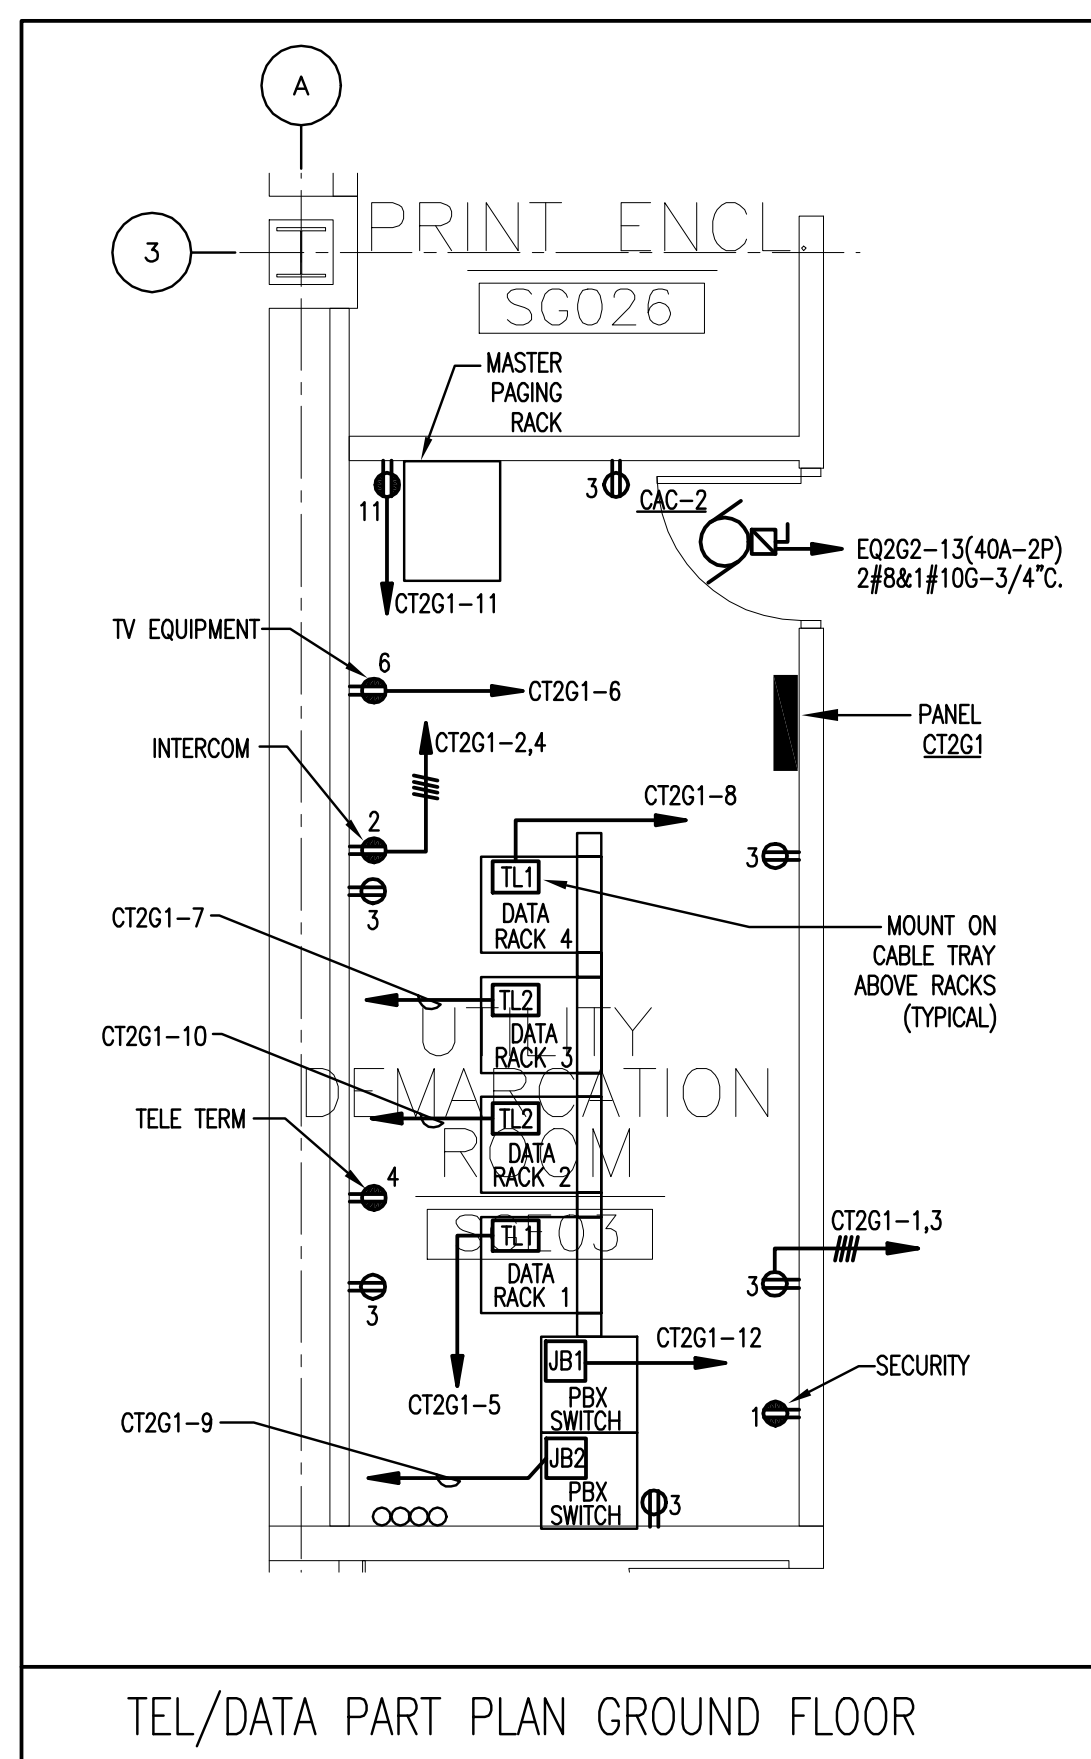 A
3
PRINT ENCL.
SG026
MASTER
PAGING
RACK
11
3
CAC-2
EQ2G2-13(40A-2P)
2#8&1#10G-3/4"C.
CT2G1-11
TV EQUIPMENT
6
CT2G1-6
PANEL
CT2G1
INTERCOM
CT2G1-2,4
2
CT2G1-8
3
3
TL1
DATA
RACK 4
CT2G1-7
MOUNT ON
CABLE TRAY
ABOVE RACKS
(TYPICAL)
TL2
DATA
RACK 3
UTILITY
DEMARCATION
ROOM
CT2G1-10
TL2
DATA
RACK 2
TELE TERM
4
SGE03
TL1
DATA
RACK 1
CT2G1-1,3
3
3
CT2G1-12
JB1
PBX
SWITCH
SECURITY
1
CT2G1-5
CT2G1-9
JB2
PBX
SWITCH
3
TEL/DATA PART PLAN GROUND FLOOR